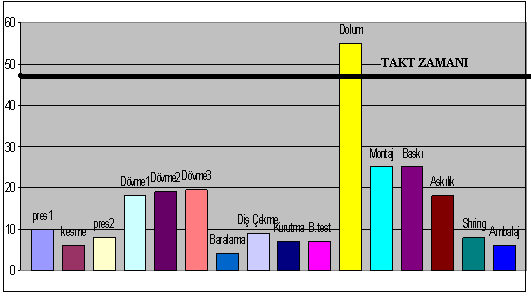 60
50
40
30
20
10
0
Dolum
TAKT ZAMANI
pres1
kesme
pres2
Dövme1
Dövme2
Dövme3
Baralama
Diş Çekme
Kurutma
B.test
Montaj
Baskı
Askılık
Shring
Ambalaj